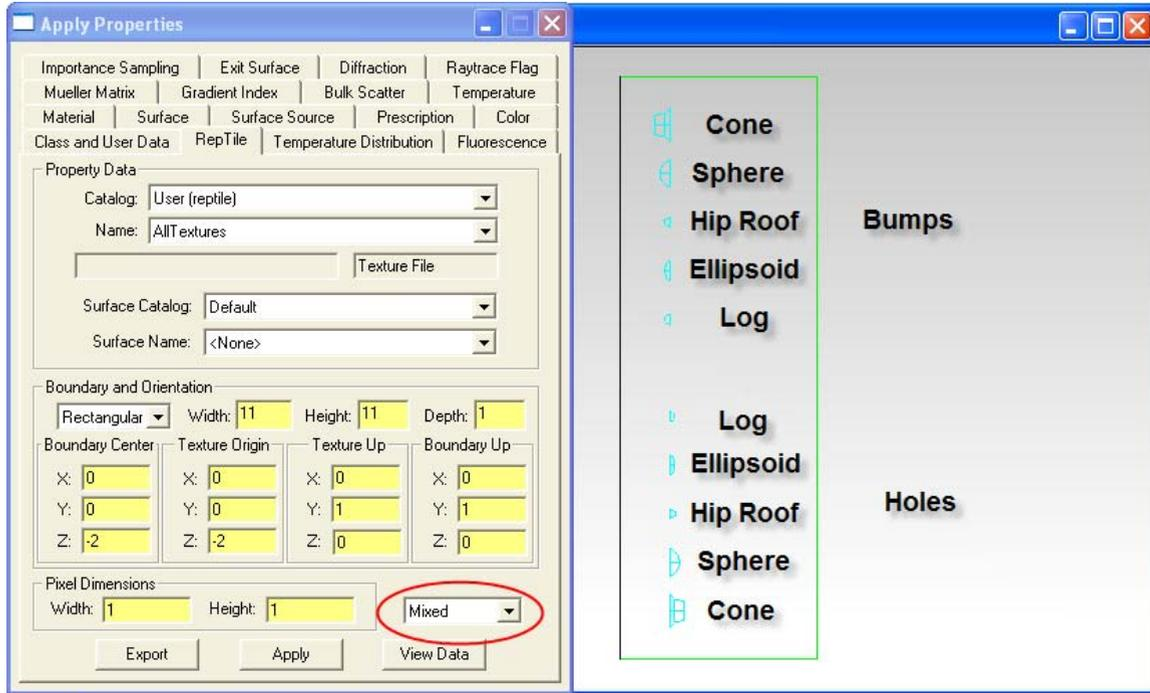 Apply Properties
Importance Sampling Exit Surface Diffraction Raytrace Flag
Mueller Matrix Gradient Index Bulk Scatter Temperature
Material Surface Surface Source Prescription Color
Class and User Data RepTile Temperature Distribution Fluorescence
Property Data
Catalog: User (reptile)
Name: AllTextures
Texture File
Surface Catalog: Default
Surface Name: <None>
Boundary and Orientation
Rectangular Width: 11 Height: 11 Depth: 1
Boundary Center Texture Origin Texture Up Boundary Up
X: 0 X: 0 X: 0 X: 0
Y: 0 Y: 0 Y: 1 Y: 1
Z: -2 Z: -2 Z: 0 Z: 0
Pixel Dimensions
Width: 1 Height: 1 Mixed
Export Apply View Data
Cone
Sphere
Hip Roof Bumps
Ellipsoid
Log
Log
Ellipsoid
Hip Roof Holes
Sphere
Cone